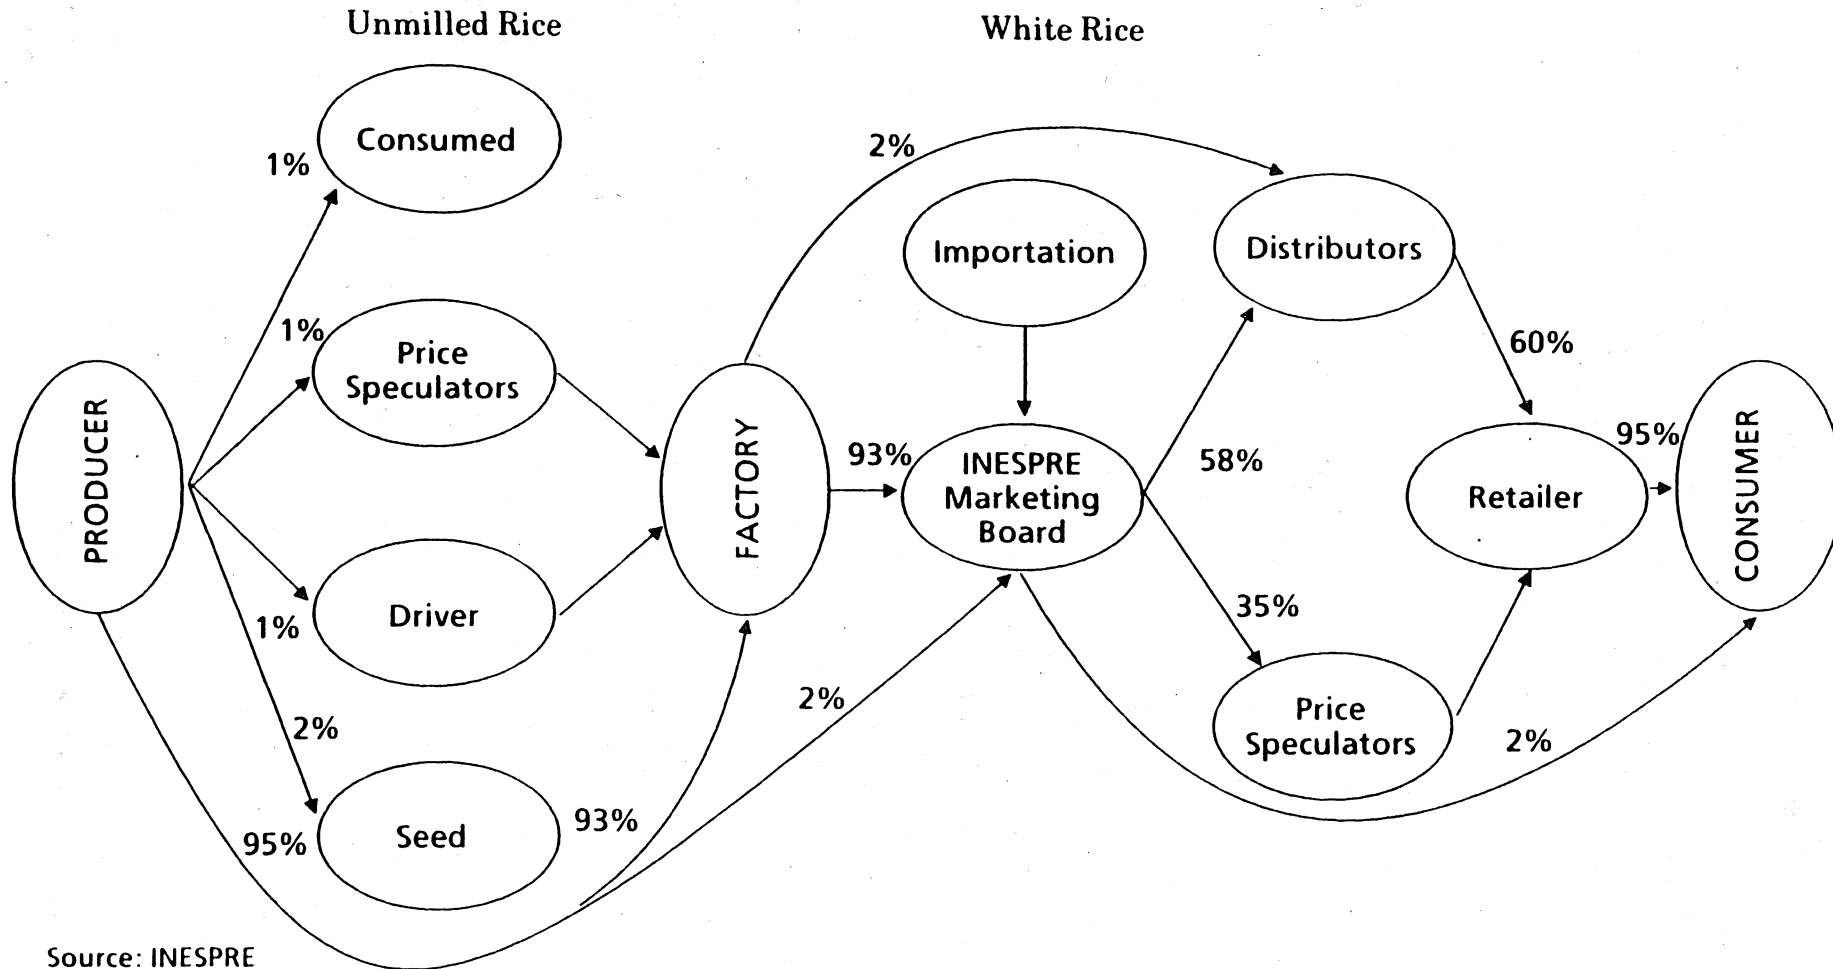 Unmilled Rice
White Rice
Consumed
1%
2%
Importation
Distributors
1%
Price
Speculators
60%
PRODUCER
FACTORY
93%
INESPRE
Marketing
Board
58%
Retailer
95%
CONSUMER
Driver
1%
35%
2%
2%
Price
Speculators
2%
Seed
95%
93%
Source: INESPRE